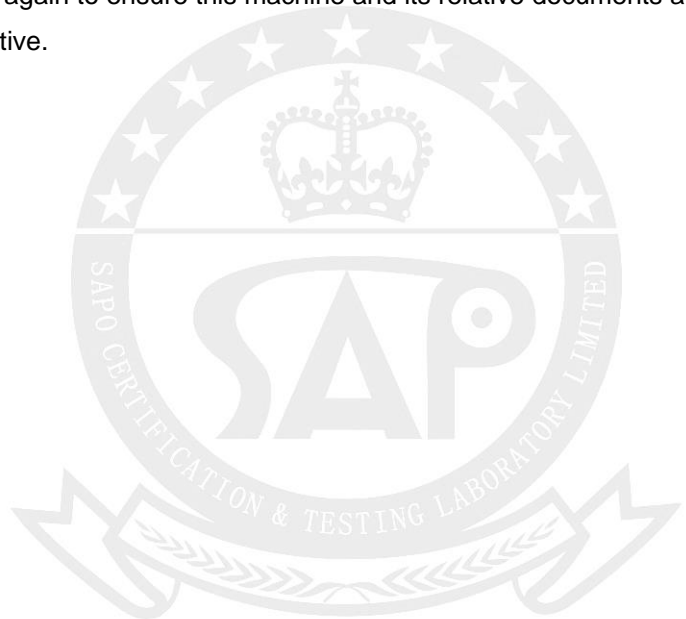 again to ensure this machine and its relative documents a
tive.
SAP
SAPO CERTIFICATION & TESTING LABORATORY LIMITED